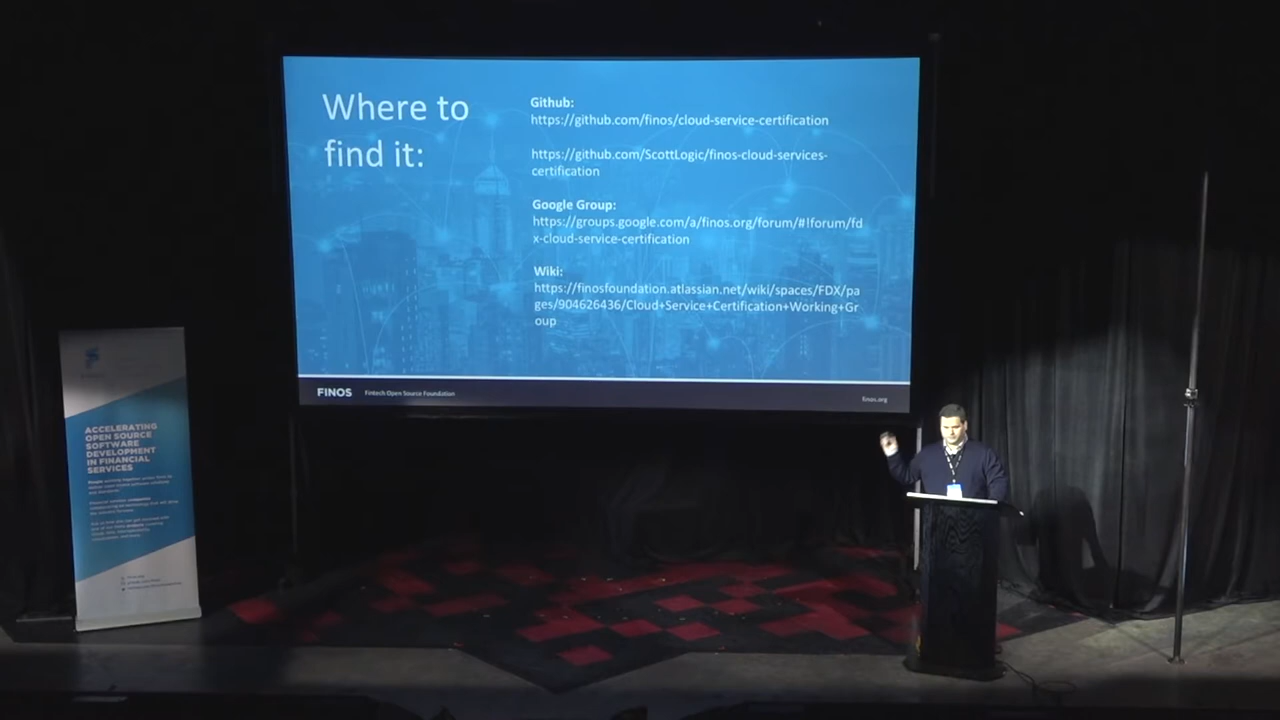 Where to
find it:
Github:
https://github.com/finos/cloud-service-certification
https://github.com/ScottLogic/finos-cloud-services-
certification
Google Group:
https://groups.google.com/a/finos.org/forum/#!forum/fd
x-cloud-service-certification
Wiki:
https://finosfoundation.atlassian.net/wiki/spaces/FDX/pa
ges/904626436/Cloud+Service+Certification+Working+Gr
oup
FINOS
Fintech Open Source Foundation
finos.org
ACCELERATING
OPEN SOURCE
SOFTWARE
DEVELOPMENT
IN FINANCIAL
SERVICES